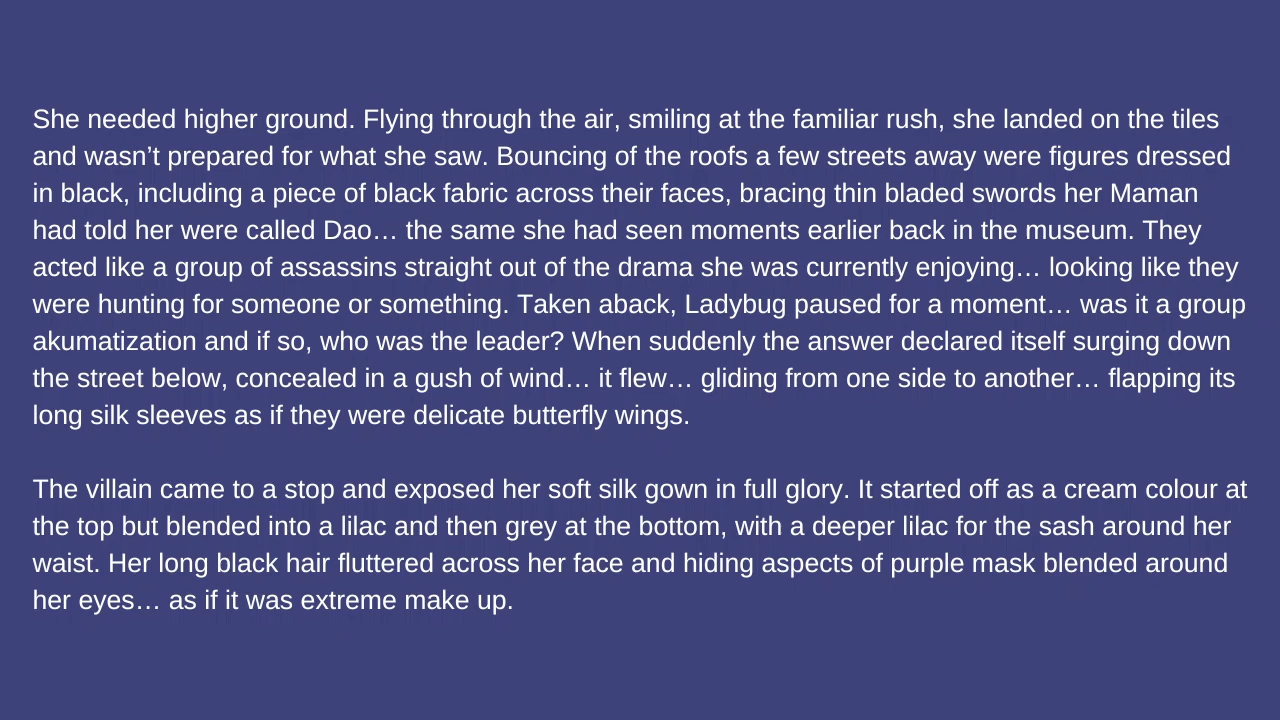 She needed higher ground. Flying through the air, smiling at the familiar rush, she landed on the tiles
and wasn’t prepared for what she saw. Bouncing of the roofs a few streets away were figures dressed
in black, including a piece of black fabric across their faces, bracing thin bladed swords her Maman
had told her were called Dao… the same she had seen moments earlier back in the museum. They
acted like a group of assassins straight out of the drama she was currently enjoying… looking like they
were hunting for someone or something. Taken aback, Ladybug paused for a moment… was it a group
akumatization and if so, who was the leader? When suddenly the answer declared itself surging down
the street below, concealed in a gush of wind… it flew… gliding from one side to another… flapping its
long silk sleeves as if they were delicate butterfly wings.
The villain came to a stop and exposed her soft silk gown in full glory. It started off as a cream colour at
the top but blended into a lilac and then grey at the bottom, with a deeper lilac for the sash around her
waist. Her long black hair fluttered across her face and hiding aspects of purple mask blended around
her eyes… as if it was extreme make up.